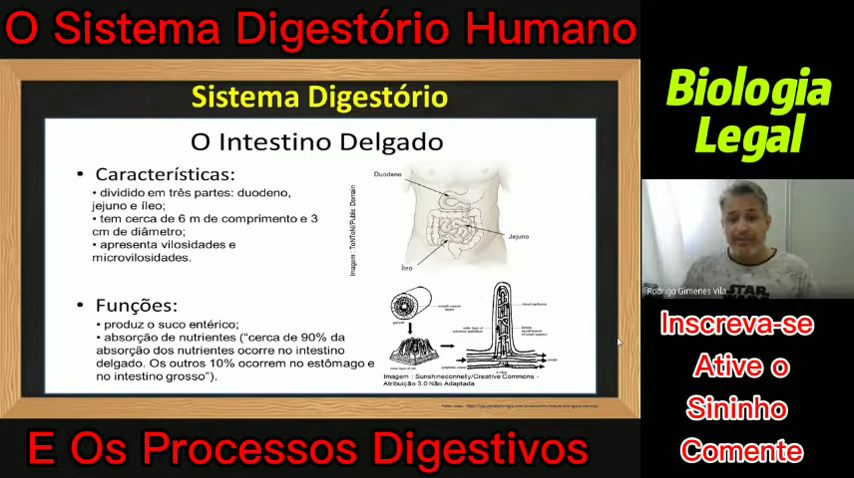 O Sistema Digestório Humano
Sistema Digestório
O Intestino Delgado
• Características:
• dividido em três partes: duodeno,
jejuno e íleo;
• tem cerca de 6 m de comprimento e 3
cm de diâmetro;
• apresenta vilosidades e
microvilosidades.
• Funções:
• produz o suco entérico;
• absorção de nutrientes (“cerca de 90% da
absorção dos nutrientes ocorre no intestino
delgado. Os outros 10% ocorrem no estômago e
no intestino grosso”).
Duodeno
Jejuno
Íleo
Imagem : ToNToNi/Public Domain
Imagem : Sunshineconnelly/Creative Commons -
Atribuição 3.0 Não Adaptada
E Os Processos Digestivos
Biologia
Legal
STAR
Rodrigo Gimenes Vila
Inscreva-se
Ative o
Sininho
Comente